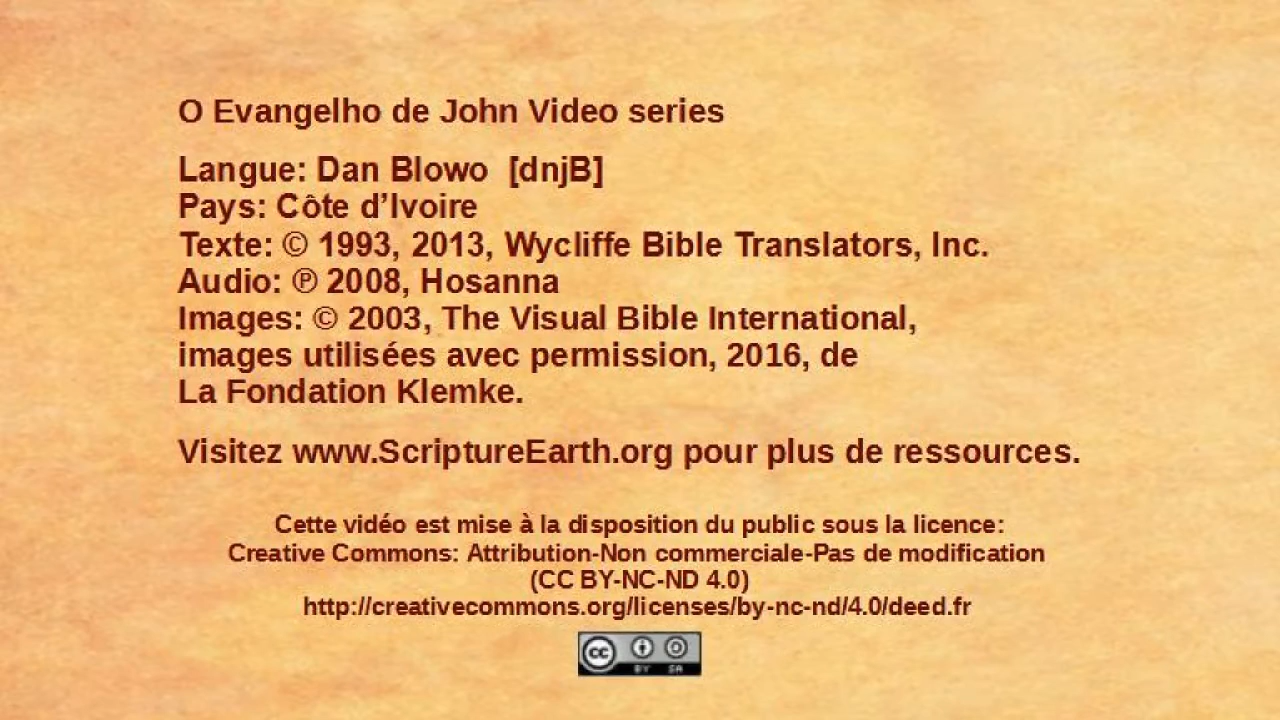 O Evangelho de John Video series
Langue: Dan Blowo [dnjB]
Pays: Côte d’Ivoire
Texte: © 1993, 2013, Wycliffe Bible Translators, Inc.
Audio: ℗ 2008, Hosanna
Images: © 2003, The Visual Bible International,
images utilisées avec permission, 2016, de
La Fondation Klemke.
Visitez www.ScriptureEarth.org pour plus de ressources.
Cette vidéo est mise à la disposition du public sous la licence:
Creative Commons: Attribution-Non commerciale-Pas de modification
(CC BY-NC-ND 4.0)
http://creativecommons.org/licenses/by-nc-nd/4.0/deed.fr
cc BY SA